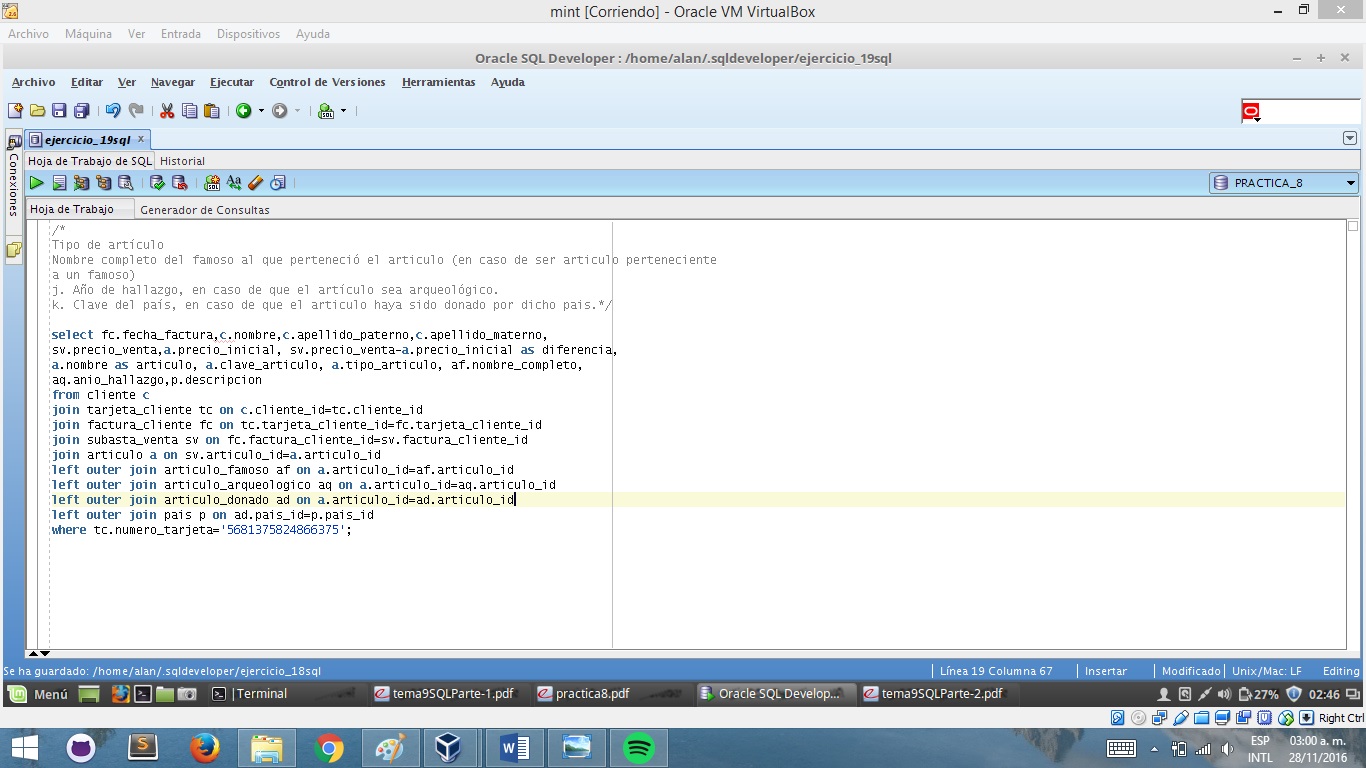 mint [Corriendo] - Oracle VM VirtualBox
Archivo Máquina Ver Entrada Dispositivos Ayuda
Oracle SQL Developer : /home/alan/.sqldeveloper/ejercicio_19sql
Archivo Editar Ver Navegar Ejecutar Control de Versiones Herramientas Ayuda
ejercicio_19sql
Conexiones
Hoja de Trabajo de SQL Historial
PRACTICA_8
Hoja de Trabajo Generador de Consultas
/*
Tipo de artículo
Nombre completo del famoso al que perteneció el articulo (en caso de ser articulo perteneciente
a un famoso)
j. Año de hallazgo, en caso de que el artículo sea arqueológico.
k. Clave del país, en caso de que el articulo haya sido donado por dicho pais.*/
select fc.fecha_factura,c.nombre,c.apellido_paterno,c.apellido_materno,
sv.precio_venta,a.precio_inicial, sv.precio_venta-a.precio_inicial as diferencia,
a.nombre as articulo, a.clave_articulo, a.tipo_articulo, af.nombre_completo,
aq.anio_hallazgo,p.descripcion
from cliente c
join tarjeta_cliente tc on c.cliente_id=tc.cliente_id
join factura_cliente fc on tc.tarjeta_cliente_id=fc.tarjeta_cliente_id
join subasta_venta sv on fc.factura_cliente_id=sv.factura_cliente_id
join articulo a on sv.articulo_id=a.articulo_id
left outer join articulo_famoso af on a.articulo_id=af.articulo_id
left outer join articulo_arqueologico aq on a.articulo_id=aq.articulo_id
left outer join articulo_donado ad on a.articulo_id=ad.articulo_id
left outer join pais p on ad.pais_id=p.pais_id
where tc.numero_tarjeta='5681375824866375';
Se ha guardado: /home/alan/.sqldeveloper/ejercicio_18sql Línea 19 Columna 67 Insertar Modificado Unix/Mac: LF Editing
Menú Terminal tema9SQLParte-1.pdf practica8.pdf Oracle SQL Develop... tema9SQLParte-2.pdf 27% 02:46
Right Ctrl
ESP 03:00 a. m.
INTL 28/11/2016